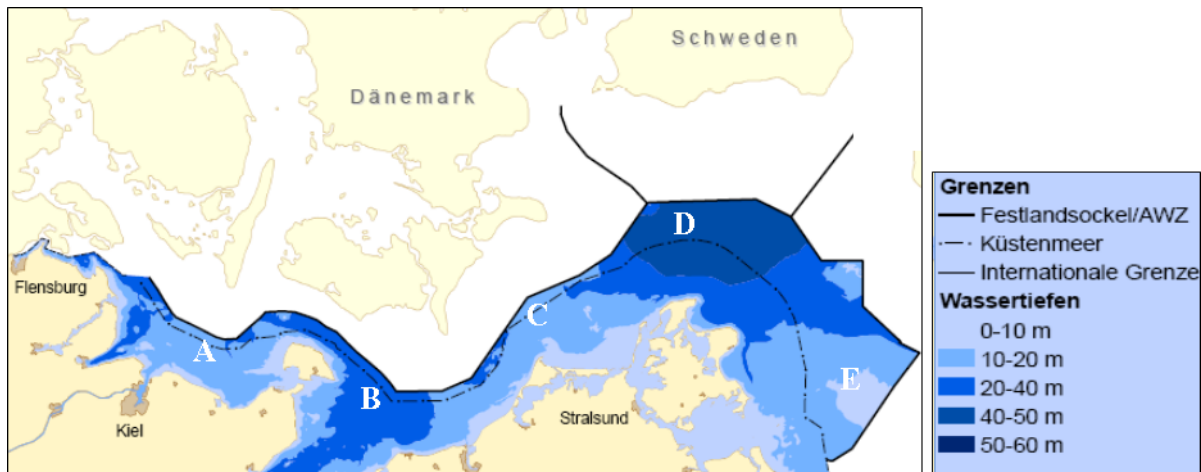 Schweden
Dänemark
D
Flensburg
C
A
E
B
Stralsund
Kiel
Grenzen
Festlandsockel/AWZ
Küstenmeer
Internationale Grenze
Wassertiefen
0-10 m
10-20 m
20-40 m
40-50 m
50-60 m